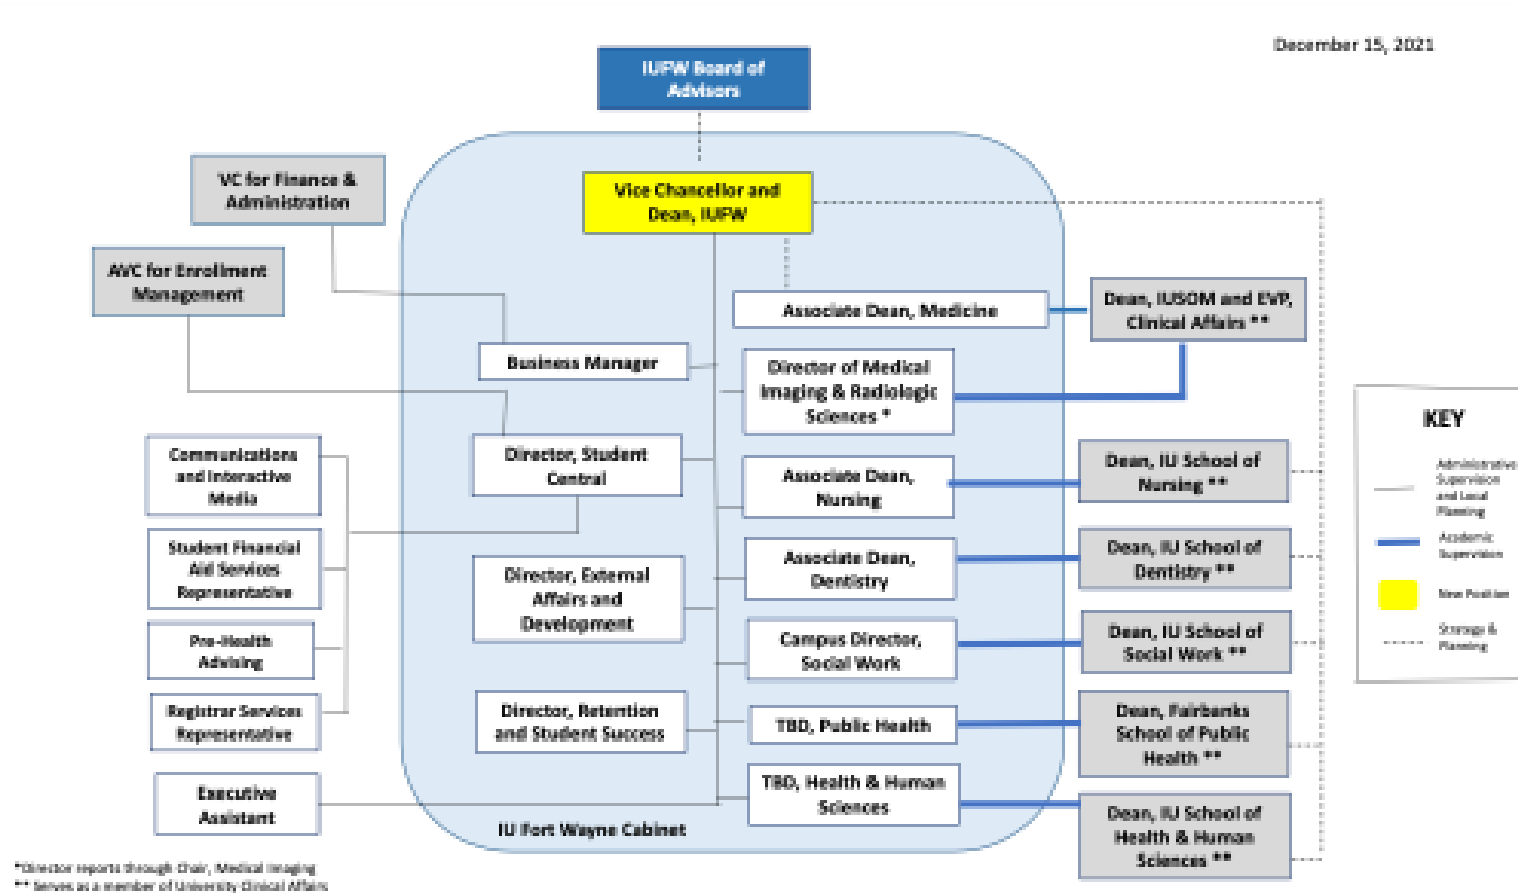 December 15, 2021
IUFW Board of
Advisors
VC for Finance &
Administration
Vice Chancellor and
Dean, IUFW
AVC for Enrollment
Management
Associate Dean, Medicine
Dean, IUSOM and EVP,
Clinical Affairs **
Business Manager
Director of Medical
Imaging & Radiologic
Sciences *
Communications
and Interactive
Media
Director, Student
Central
Associate Dean,
Nursing
Dean, IU School of
Nursing **
Student Financial
Aid Services
Representative
Director, External
Affairs and
Development
Associate Dean,
Dentistry
Dean, IU School of
Dentistry **
Pre-Health
Advising
Campus Director,
Social Work
Dean, IU School of
Social Work **
Registrar Services
Representative
Director, Retention
and Student Success
TBD, Public Health
Dean, Fairbanks
School of Public
Health **
Executive
Assistant
TBD, Health & Human
Sciences
Dean, IU School of
Health & Human
Sciences **
IU Fort Wayne Cabinet
KEY
Administrative
Supervision
and Local
Planning
Academic
Supervision
New Position
Strategy &
Planning
*Director reports through Chair, Medical Imaging
** Serves as a member of University Clinical Affairs